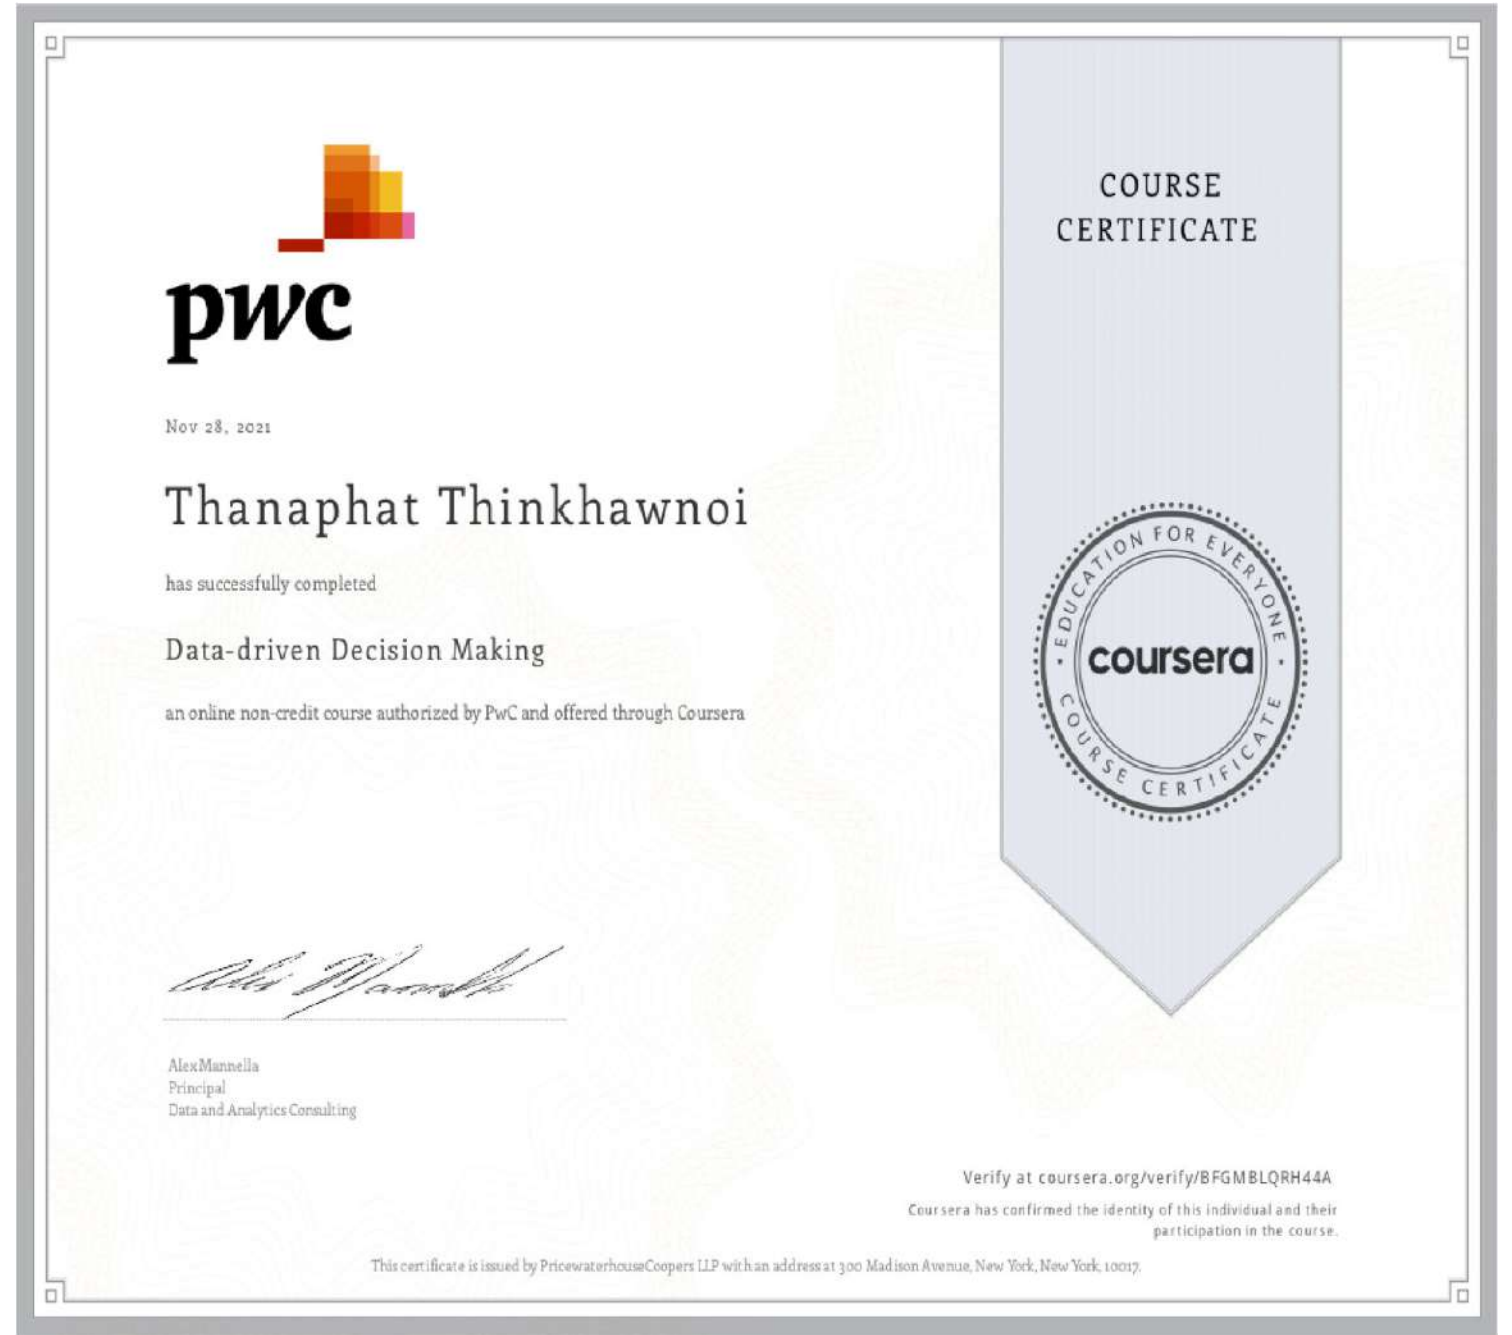 pwc
Nov 28, 2021
Thanaphat Thinkhawnoi
has successfully completed
Data-driven Decision Making
an online non-credit course authorized by PwC and offered through Coursera
Alex Mannella
Alex Mannella
Principal
Data and Analytics Consulting
COURSE
CERTIFICATE
EDUCATION FOR EVERYONE
coursera
COURSE CERTIFICATE
Verify at coursera.org/verify/BFGMBLQRH44A
Coursera has confirmed the identity of this individual and their
participation in the course.
This certificate is issued by PricewaterhouseCoopers LLP with an address at 300 Madison Avenue, New York, New York, 10017.